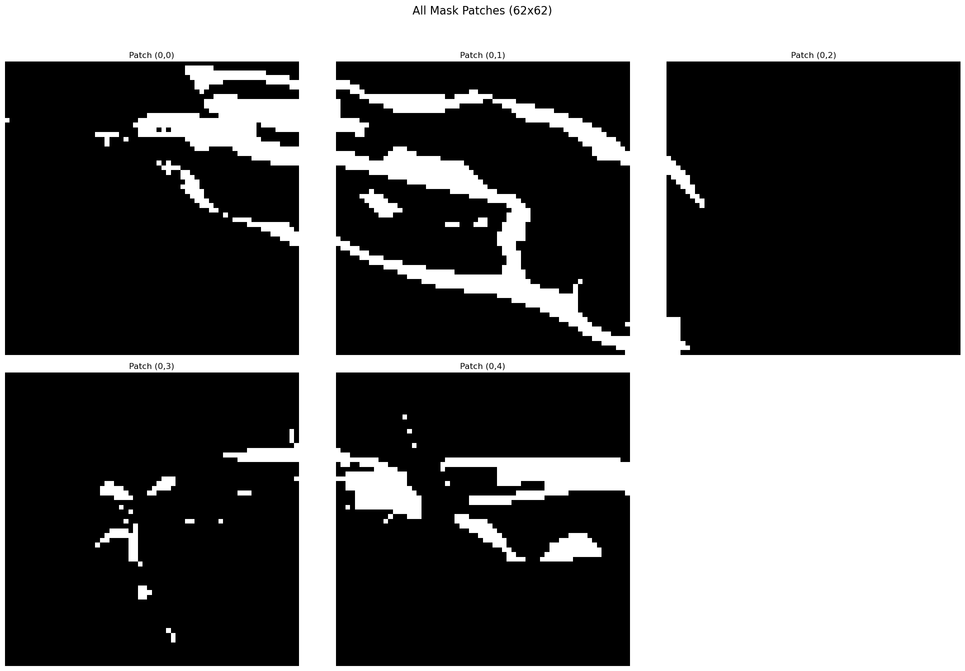 All Mask Patches (62x62)
Patch (0,0)
Patch (0,1)
Patch (0,2)
Patch (0,3)
Patch (0,4)